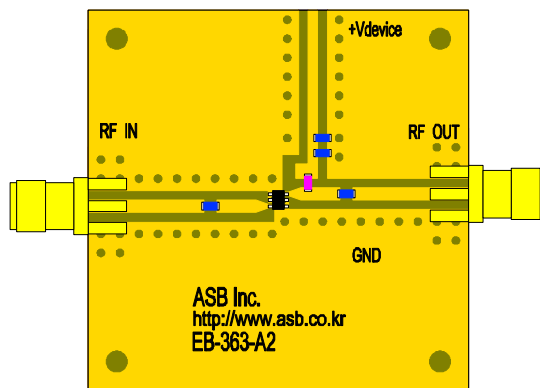 +Vdevice
RF IN
RF OUT
GND
ASB Inc.
http://www.asb.co.kr
EB-363-A2